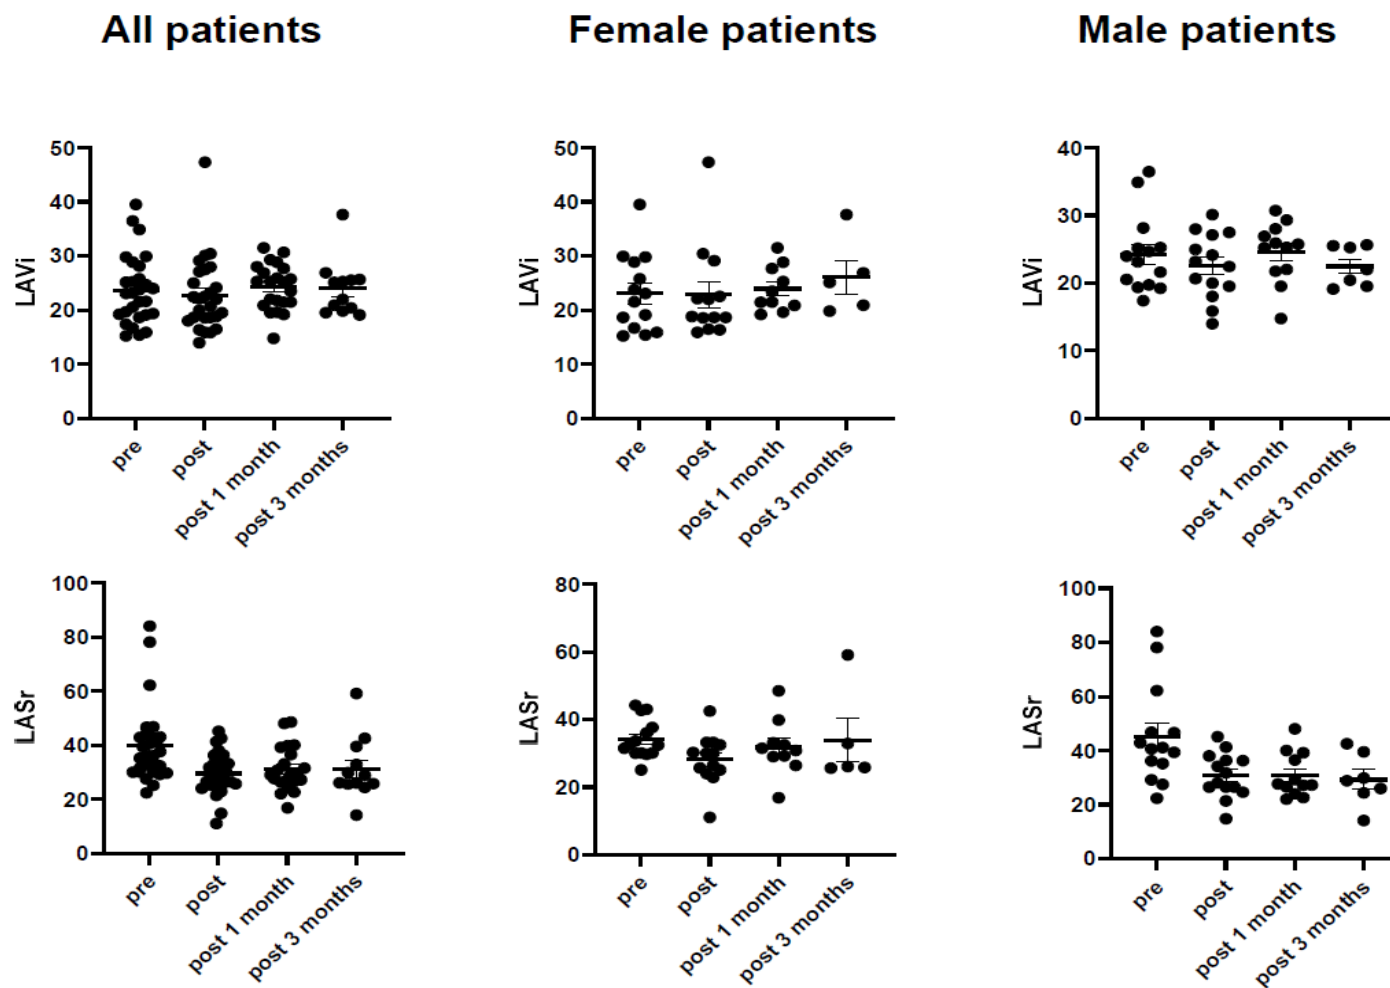 All patients
Female patients
Male patients
50
40
30
20
10
0
LAVi
pre
post
post 1 month
post 3 months
50
40
30
20
10
0
LAVi
pre
post
post 1 month
post 3 months
40
30
20
10
0
LAVi
pre
post
post 1 month
post 3 months
100
80
60
40
20
0
LASr
pre
post
post 1 month
post 3 months
80
60
40
20
0
LASr
pre
post
post 1 month
post 3 months
100
80
60
40
20
0
LASr
pre
post
post 1 month
post 3 months